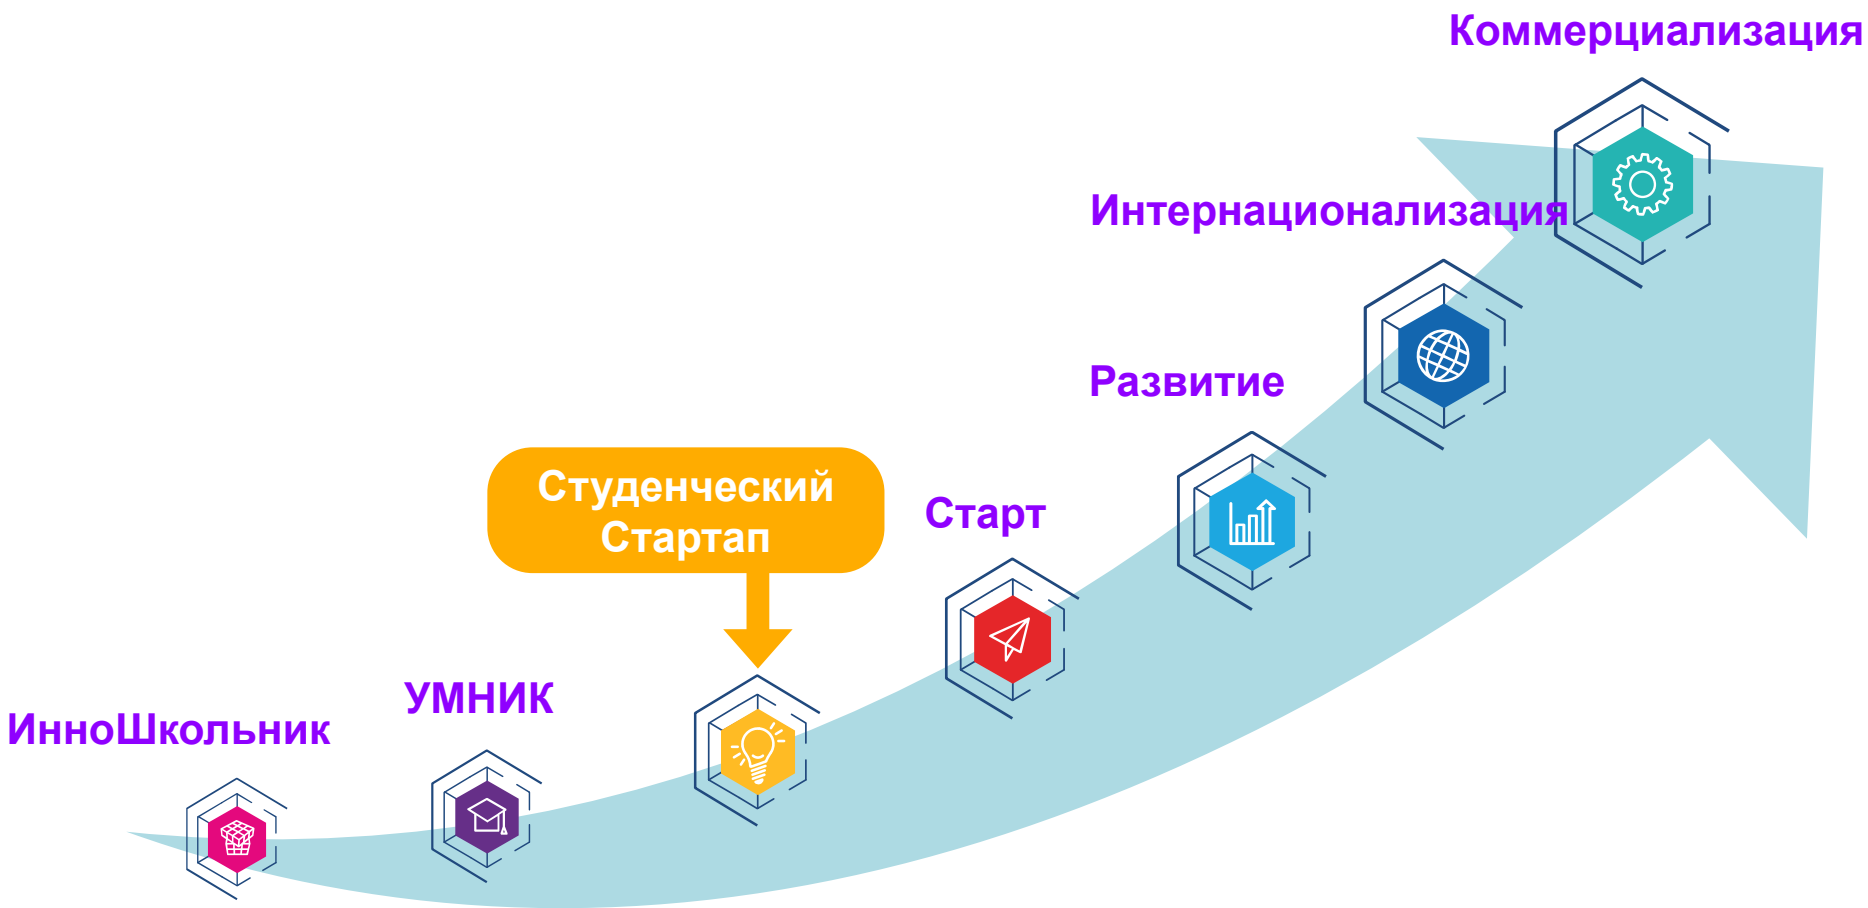 Коммерциализация
Интернационализация
Развитие
Студенческий
Стартап
Старт
УМНИК
ИнноШкольник